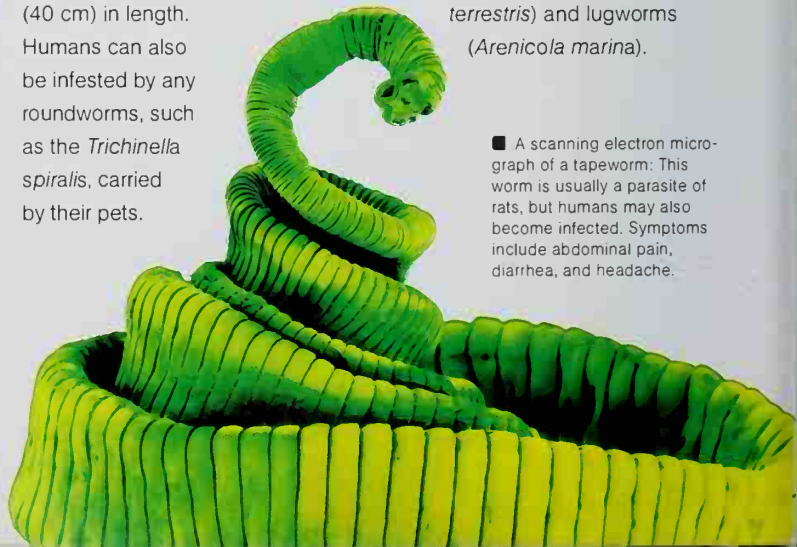 (40 cm) in length.
Humans can also
be infested by any
roundworms, such
as the Trichinella
spiralis, carried
by their pets.
terrestris) and lugworms
(Arenicola marina).
■ A scanning electron micro-
graph of a tapeworm: This
worm is usually a parasite of
rats, but humans may also
become infected. Symptoms
include abdominal pain,
diarrhea, and headache.